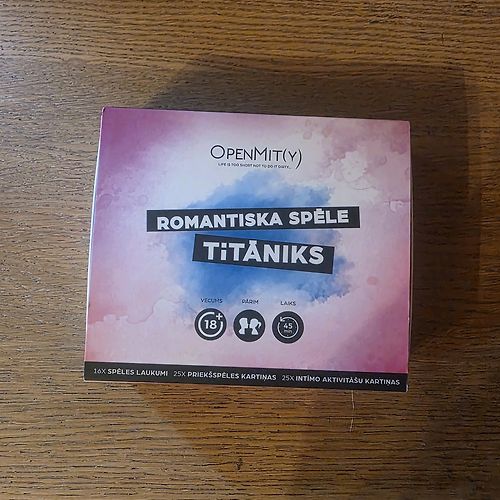 OPENMIT(Y)
LIFE IS TOO SHORT NOT TO DO IT DIRTY...
ROMANTISKA SPĒLE
TiTĀNIKS
VECUMS PĀRIM LAIKS
18+ 45 min
16X SPĒLES LAUKUMI 25X PRIEKŠSPĒLES KARTIŅAS 25X INTĪMO AKTIVITĀŠU KARTIŅAS